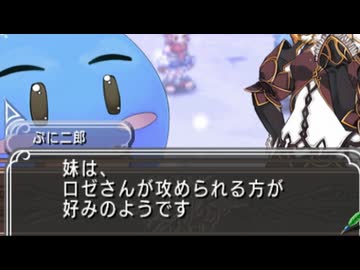 ぷに二郎
妹は、
ロゼさんが攻められる方が
好みのようです